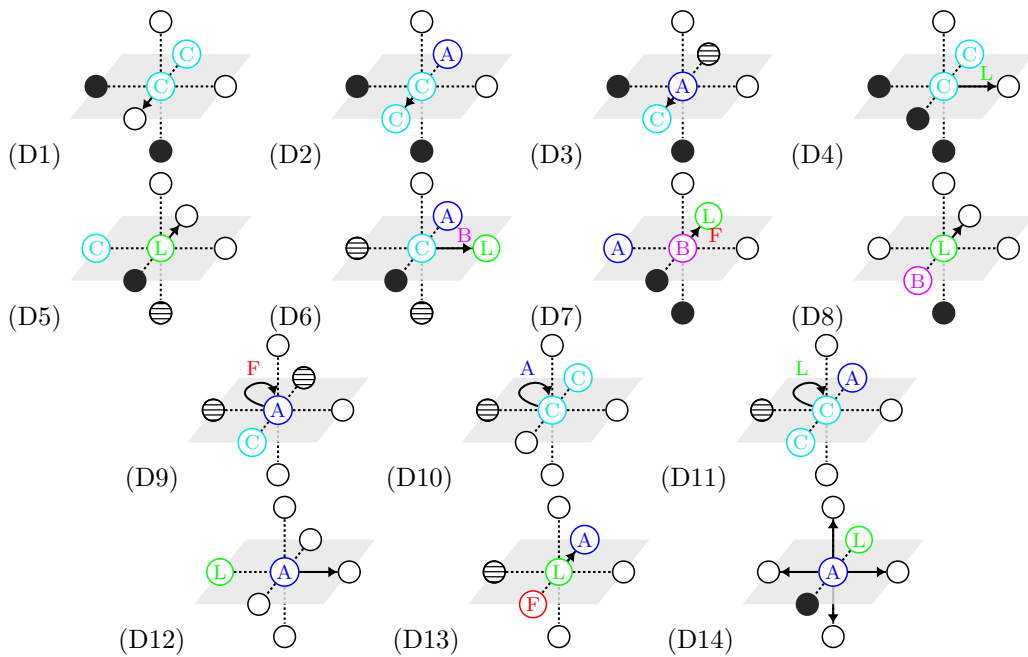 C A C
C C A L
(D1) (D2) C (D3) C (D4)
A L
C L C B L A B F L
(D5) (D6) (D7) (D8) B
F A L
C A
A C C
(D9) C (D10) (D11) C
L A L A L A
(D12) (D13) F (D14)